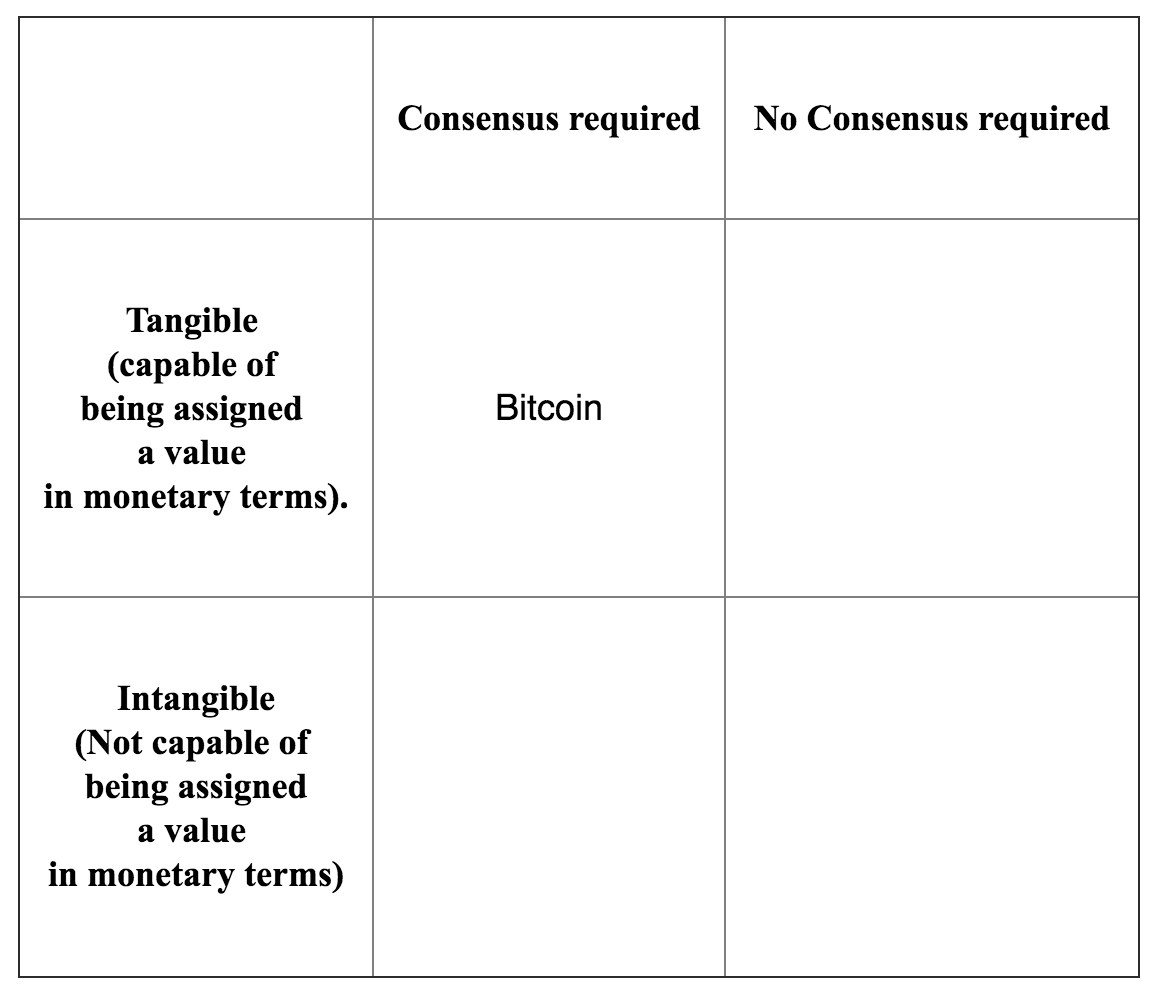 Consensus required
No Consensus required
Tangible
(capable of
being assigned
a value
in monetary terms).
Bitcoin
Intangible
(Not capable of
being assigned
a value
in monetary terms)